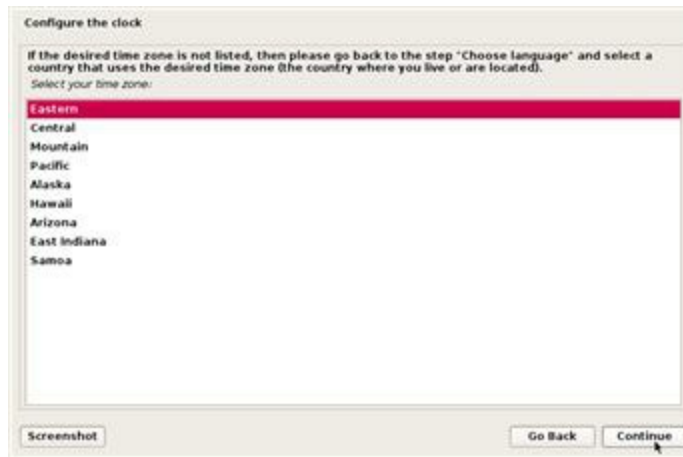 Configure the clock
If the desired time zone is not listed, then please go back to the step "Choose language" and select a
country that uses the desired time zone (the country where you live or are located).
Select your time zone:
Eastern
Central
Mountain
Pacific
Alaska
Hawaii
Arizona
East Indiana
Samoa
Screenshot
Go Back
Continue